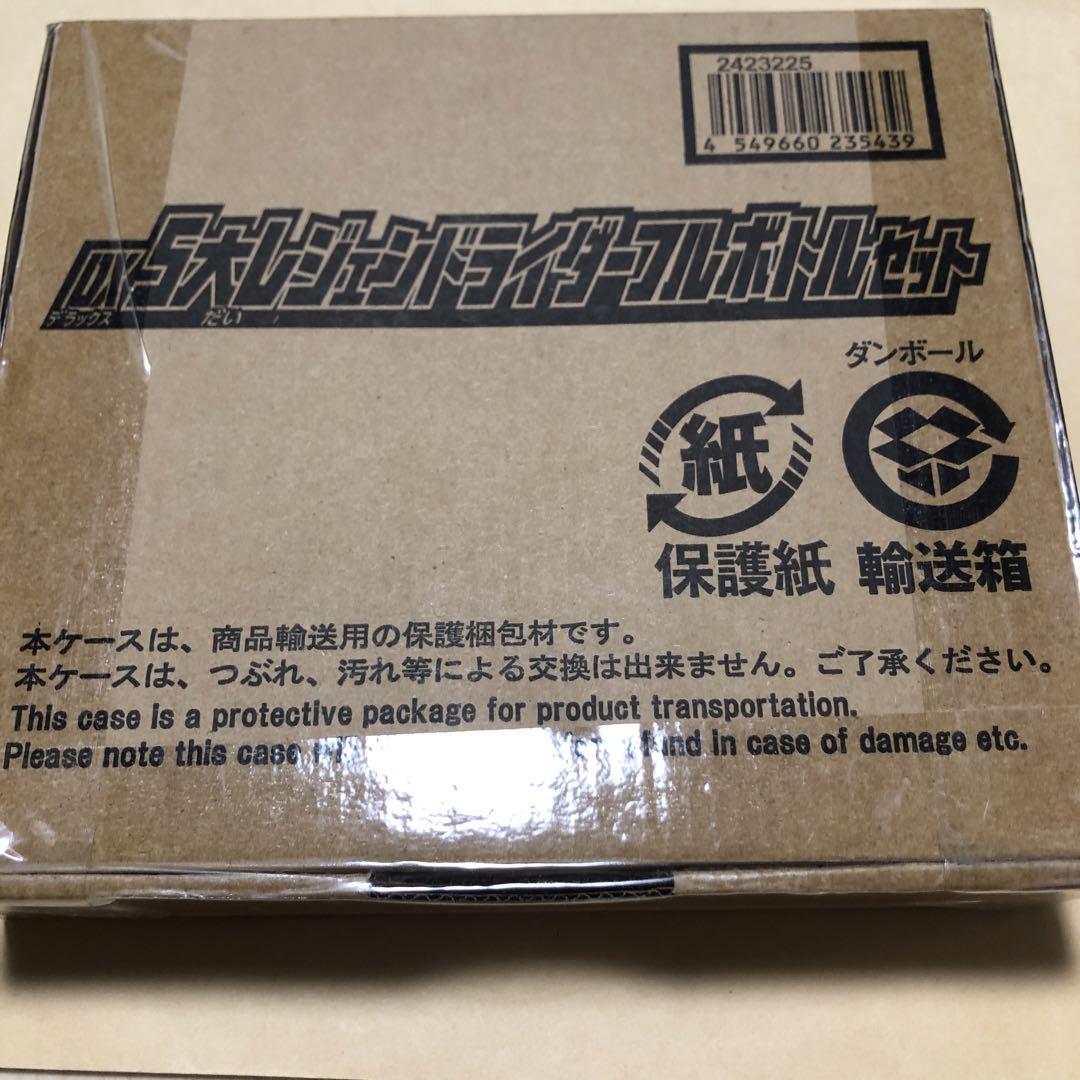 2423225
4 549660 235439
DX5大レジェンドライダーフルボトルセット
デラックス だい
ダンボール
紙
保護紙 輸送箱
本ケースは、商品輸送用の保護梱包材です。
本ケースは、つぶれ、汚れ等による交換は出来ません。ご了承ください。
This case is a protective package for product transportation.
Please note this case in case of damage etc.